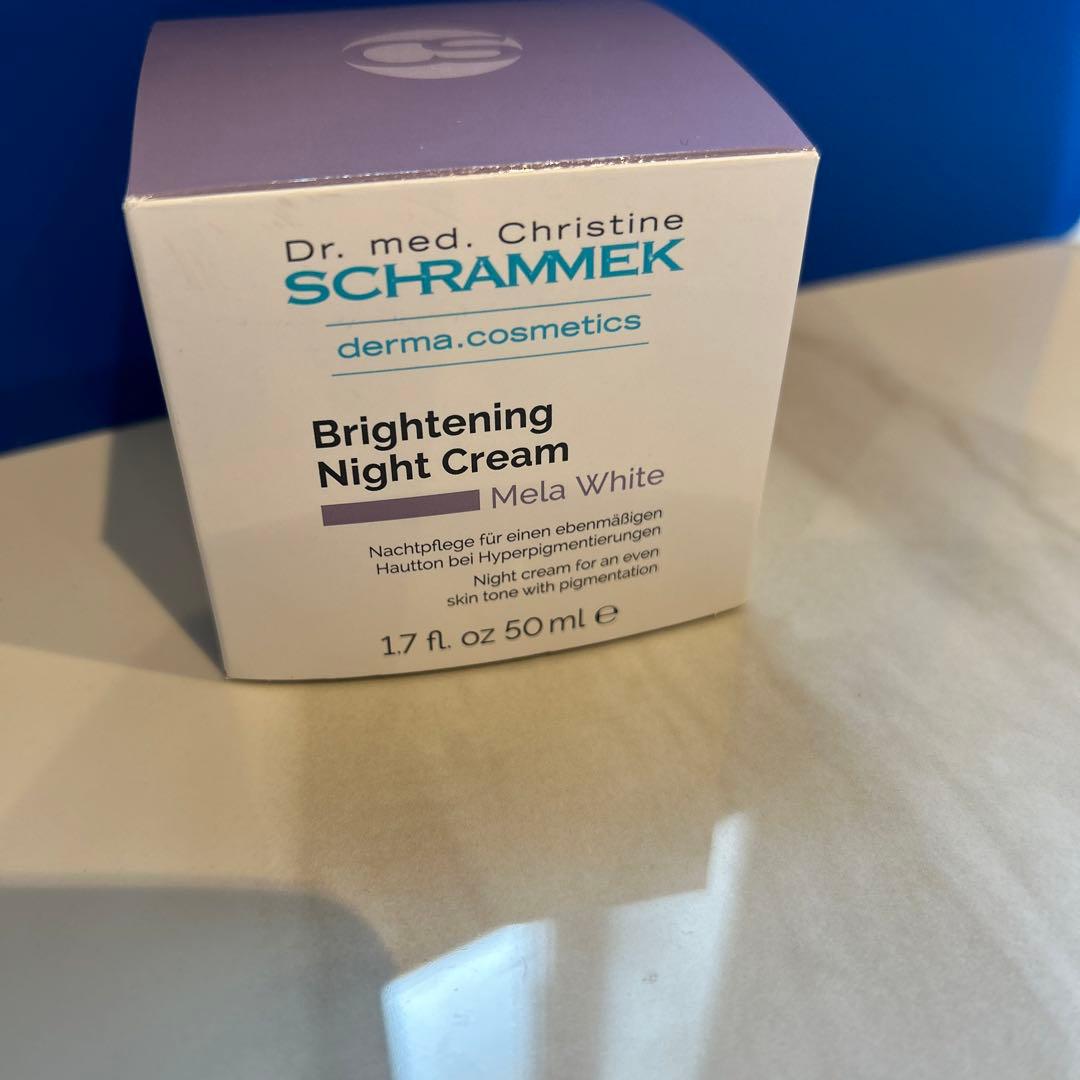 CS
Dr. med. Christine
SCHRAMMEK
derma.cosmetics
Brightening
Night Cream
Mela White
Nachtpflege für einen ebenmäßigen
Hautton bei Hyperpigmentierungen
Night cream for an even
skin tone with pigmentation
1.7 fl. oz 50 ml ℮